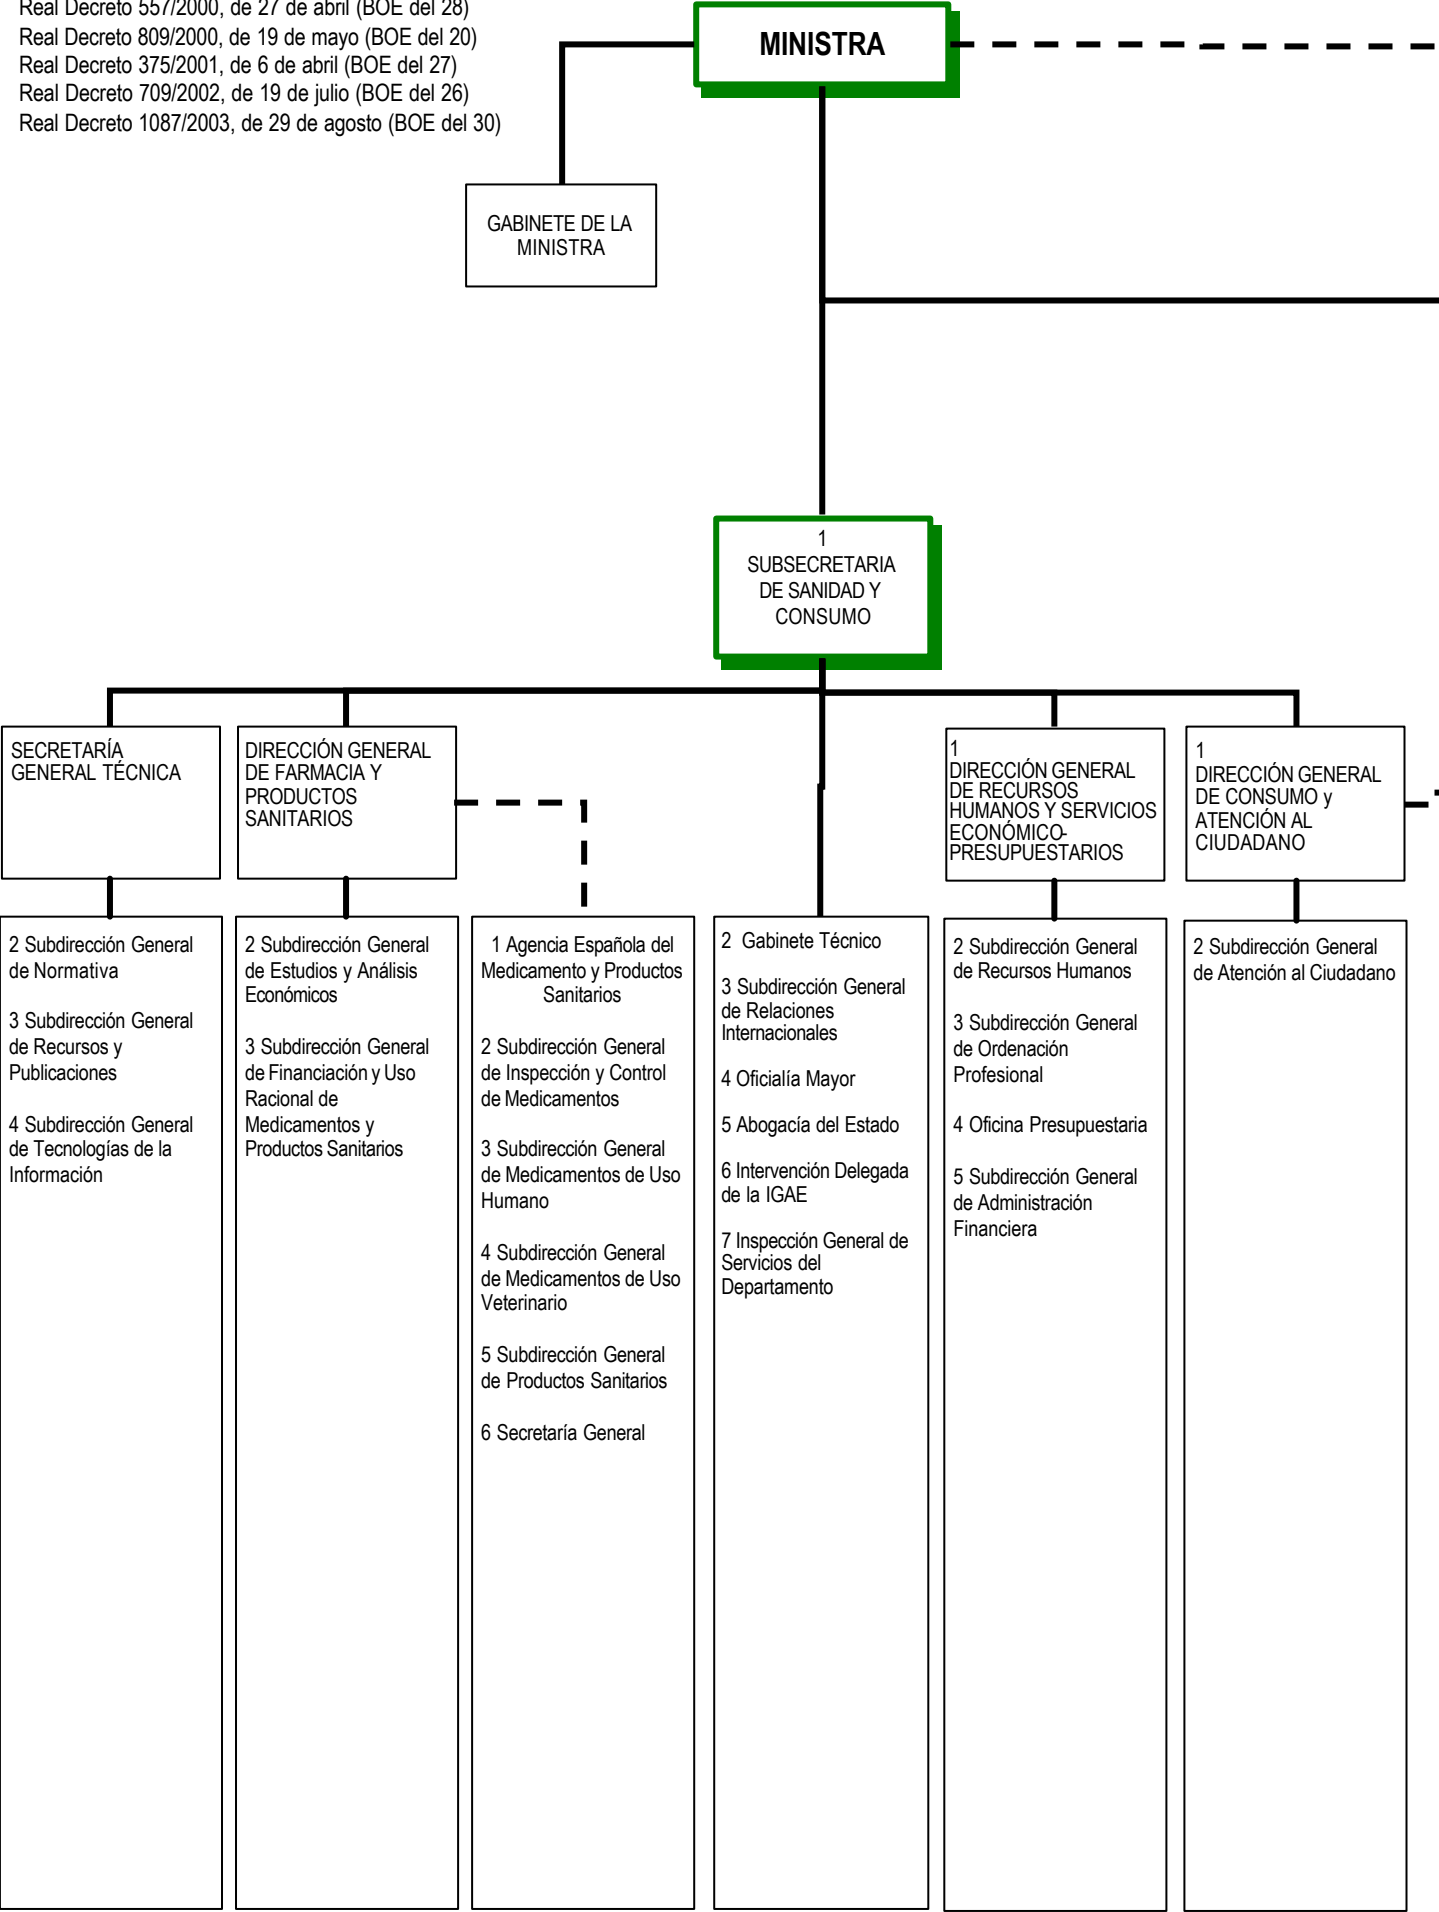 Real Decreto 557/2000, de 27 de abril (BOE del 28)
Real Decreto 809/2000, de 19 de mayo (BOE del 20)
Real Decreto 375/2001, de 6 de abril (BOE del 27)
Real Decreto 709/2002, de 19 de julio (BOE del 26)
Real Decreto 1087/2003, de 29 de agosto (BOE del 30)
MINISTRA
GABINETE DE LA
MINISTRA
1
SUBSECRETARIA
DE SANIDAD Y
CONSUMO
SECRETARÍA
GENERAL TÉCNICA
DIRECCIÓN GENERAL
DE FARMACIA Y
PRODUCTOS
SANITARIOS
1
DIRECCIÓN GENERAL
DE RECURSOS
HUMANOS Y SERVICIOS
ECONÓMICO-
PRESUPUESTARIOS
1
DIRECCIÓN GENERAL
DE CONSUMO y
ATENCIÓN AL
CIUDADANO
2 Subdirección General
de Normativa
3 Subdirección General
de Recursos y
Publicaciones
4 Subdirección General
de Tecnologías de la
Información
2 Subdirección General
de Estudios y Análisis
Económicos
3 Subdirección General
de Financiación y Uso
Racional de
Medicamentos y
Productos Sanitarios
1 Agencia Española del
Medicamento y Productos
Sanitarios
2 Subdirección General
de Inspección y Control
de Medicamentos
3 Subdirección General
de Medicamentos de Uso
Humano
4 Subdirección General
de Medicamentos de Uso
Veterinario
5 Subdirección General
de Productos Sanitarios
6 Secretaría General
2 Gabinete Técnico
3 Subdirección General
de Relaciones
Internacionales
4 Oficialía Mayor
5 Abogacía del Estado
6 Intervención Delegada
de la IGAE
7 Inspección General de
Servicios del
Departamento
2 Subdirección General
de Recursos Humanos
3 Subdirección General
de Ordenación
Profesional
4 Oficina Presupuestaria
5 Subdirección General
de Administración
Financiera
2 Subdirección General
de Atención al Ciudadano